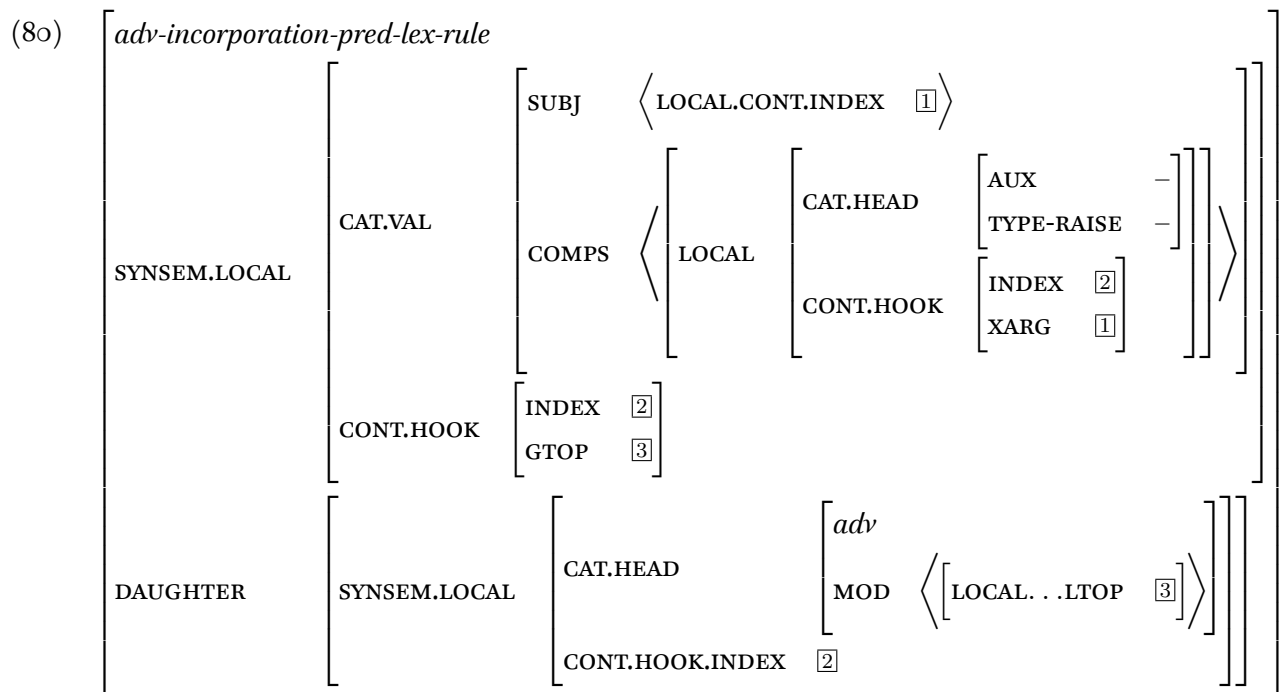 (80) adv-incorporation-pred-lex-rule
SUBJ ⟨LOCAL.CONT.INDEX 1⟩
AUX −
CAT.HEAD
TYPE-RAISE −
CAT.VAL
COMPS ⟨ LOCAL ⟩
SYNSEM.LOCAL
INDEX 2
CONT.HOOK
XARG 1
INDEX 2
CONT.HOOK
GTOP 3
adv
CAT.HEAD
MOD ⟨[LOCAL. . .LTOP 3]⟩
DAUGHTER SYNSEM.LOCAL
CONT.HOOK.INDEX 2